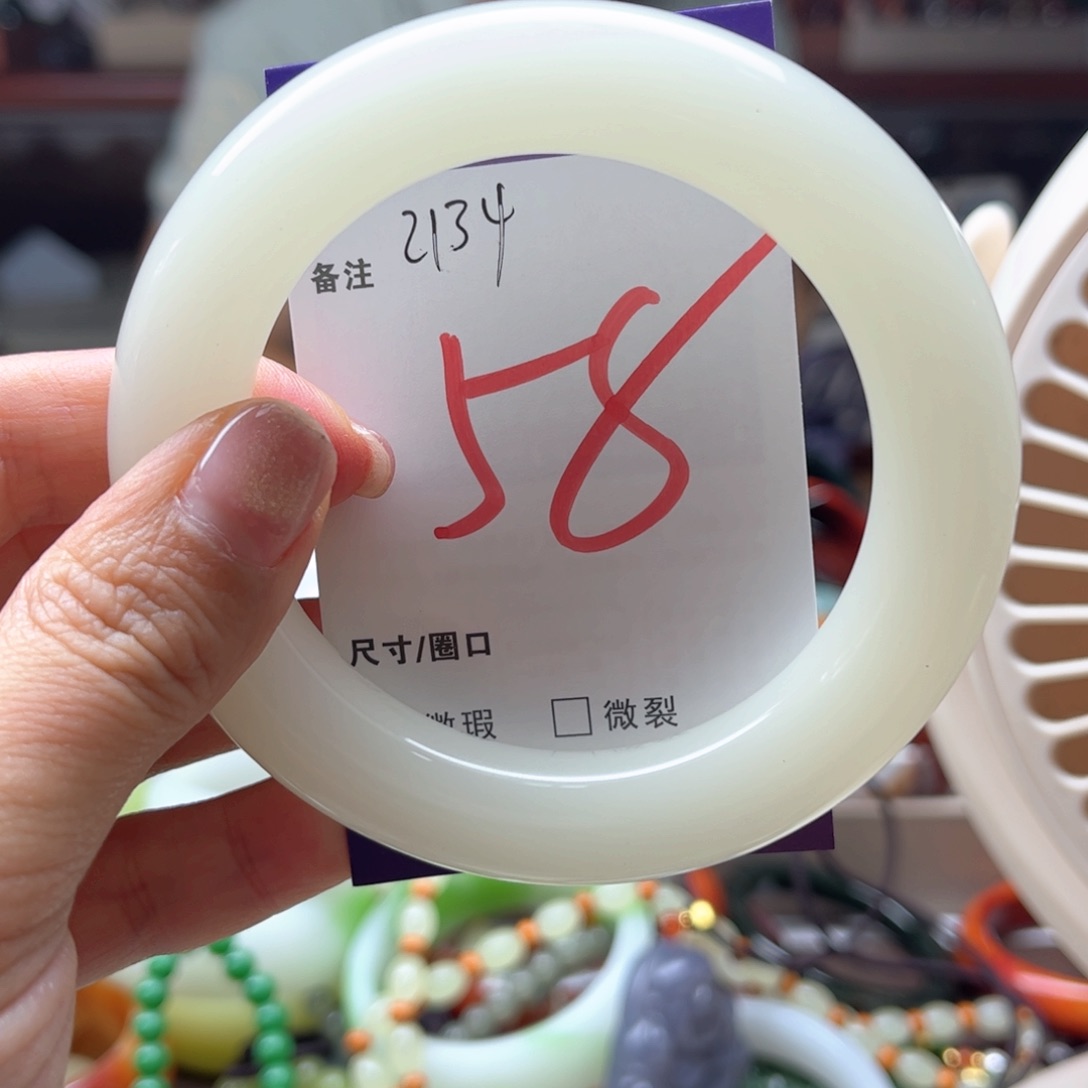 2134
备注
58
尺寸/圈口
微瑕 □ 微裂